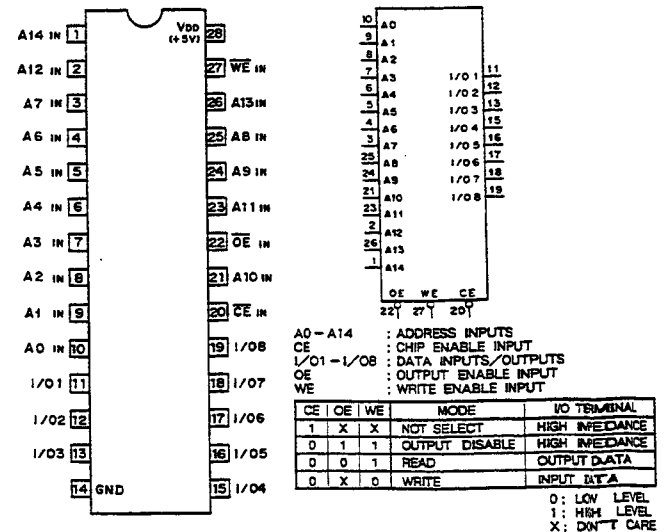 A14 IN 1
A12 IN 2
A7 IN 3
A6 IN 4
A5 IN 5
A4 IN 6
A3 IN 7
A2 IN 8
A1 IN 9
A0 IN 10
I/O1 11
I/O2 12
I/O3 13
14 GND
VDD 28
(+5V)
27 WE IN
26 A13 IN
25 A8 IN
24 A9 IN
23 A11 IN
22 OE IN
21 A10 IN
20 CE IN
19 I/O8
18 I/O7
17 I/O6
16 I/O5
15 I/O4
10 A0
9 A1
8 A2
7 A3
6 A4
5 A5
4 A6
3 A7
25 A8
24 A9
21 A10
23 A11
2 A12
26 A13
1 A14
I/O1 11
I/O2 12
I/O3 13
I/O4 15
I/O5 16
I/O6 17
I/O7 18
I/O8 19
OE WE CE
22 27 20
A0-A14 : ADDRESS INPUTS
CE : CHIP ENABLE INPUT
I/O1-I/O8 : DATA INPUTS/OUTPUTS
OE : OUTPUT ENABLE INPUT
WE : WRITE ENABLE INPUT
CE OE WE MODE I/O TERMINAL
1 X X NOT SELECT HIGH IMPEDANCE
0 1 1 OUTPUT DISABLE HIGH IMPEDANCE
0 0 1 READ OUTPUT DATA
0 X 0 WRITE INPUT DATA
0 : LOW LEVEL
1 : HIGH LEVEL
X : DON'T CARE